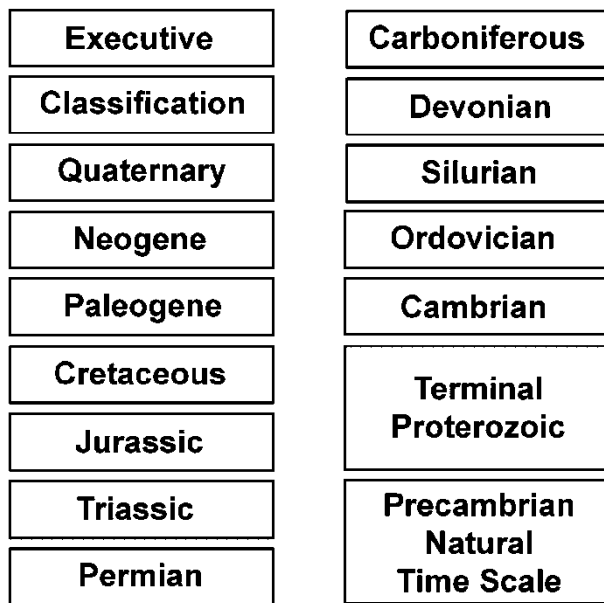 Executive
Classification
Quaternary
Neogene
Paleogene
Cretaceous
Jurassic
Triassic
Permian
Carboniferous
Devonian
Silurian
Ordovician
Cambrian
Terminal
Proterozoic
Precambrian
Natural
Time Scale